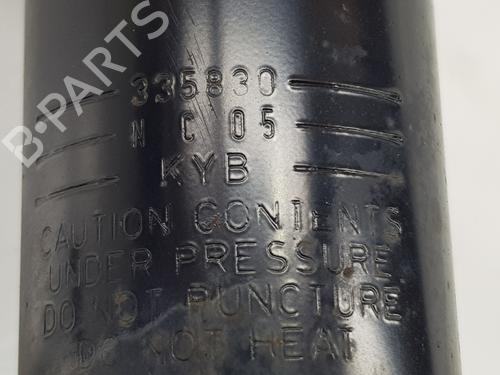 B-PARTS
335830
N C 05
KYB
CAUTION CONTENTS
UNDER PRESSURE
DO NOT PUNCTURE
DO NOT HEAT